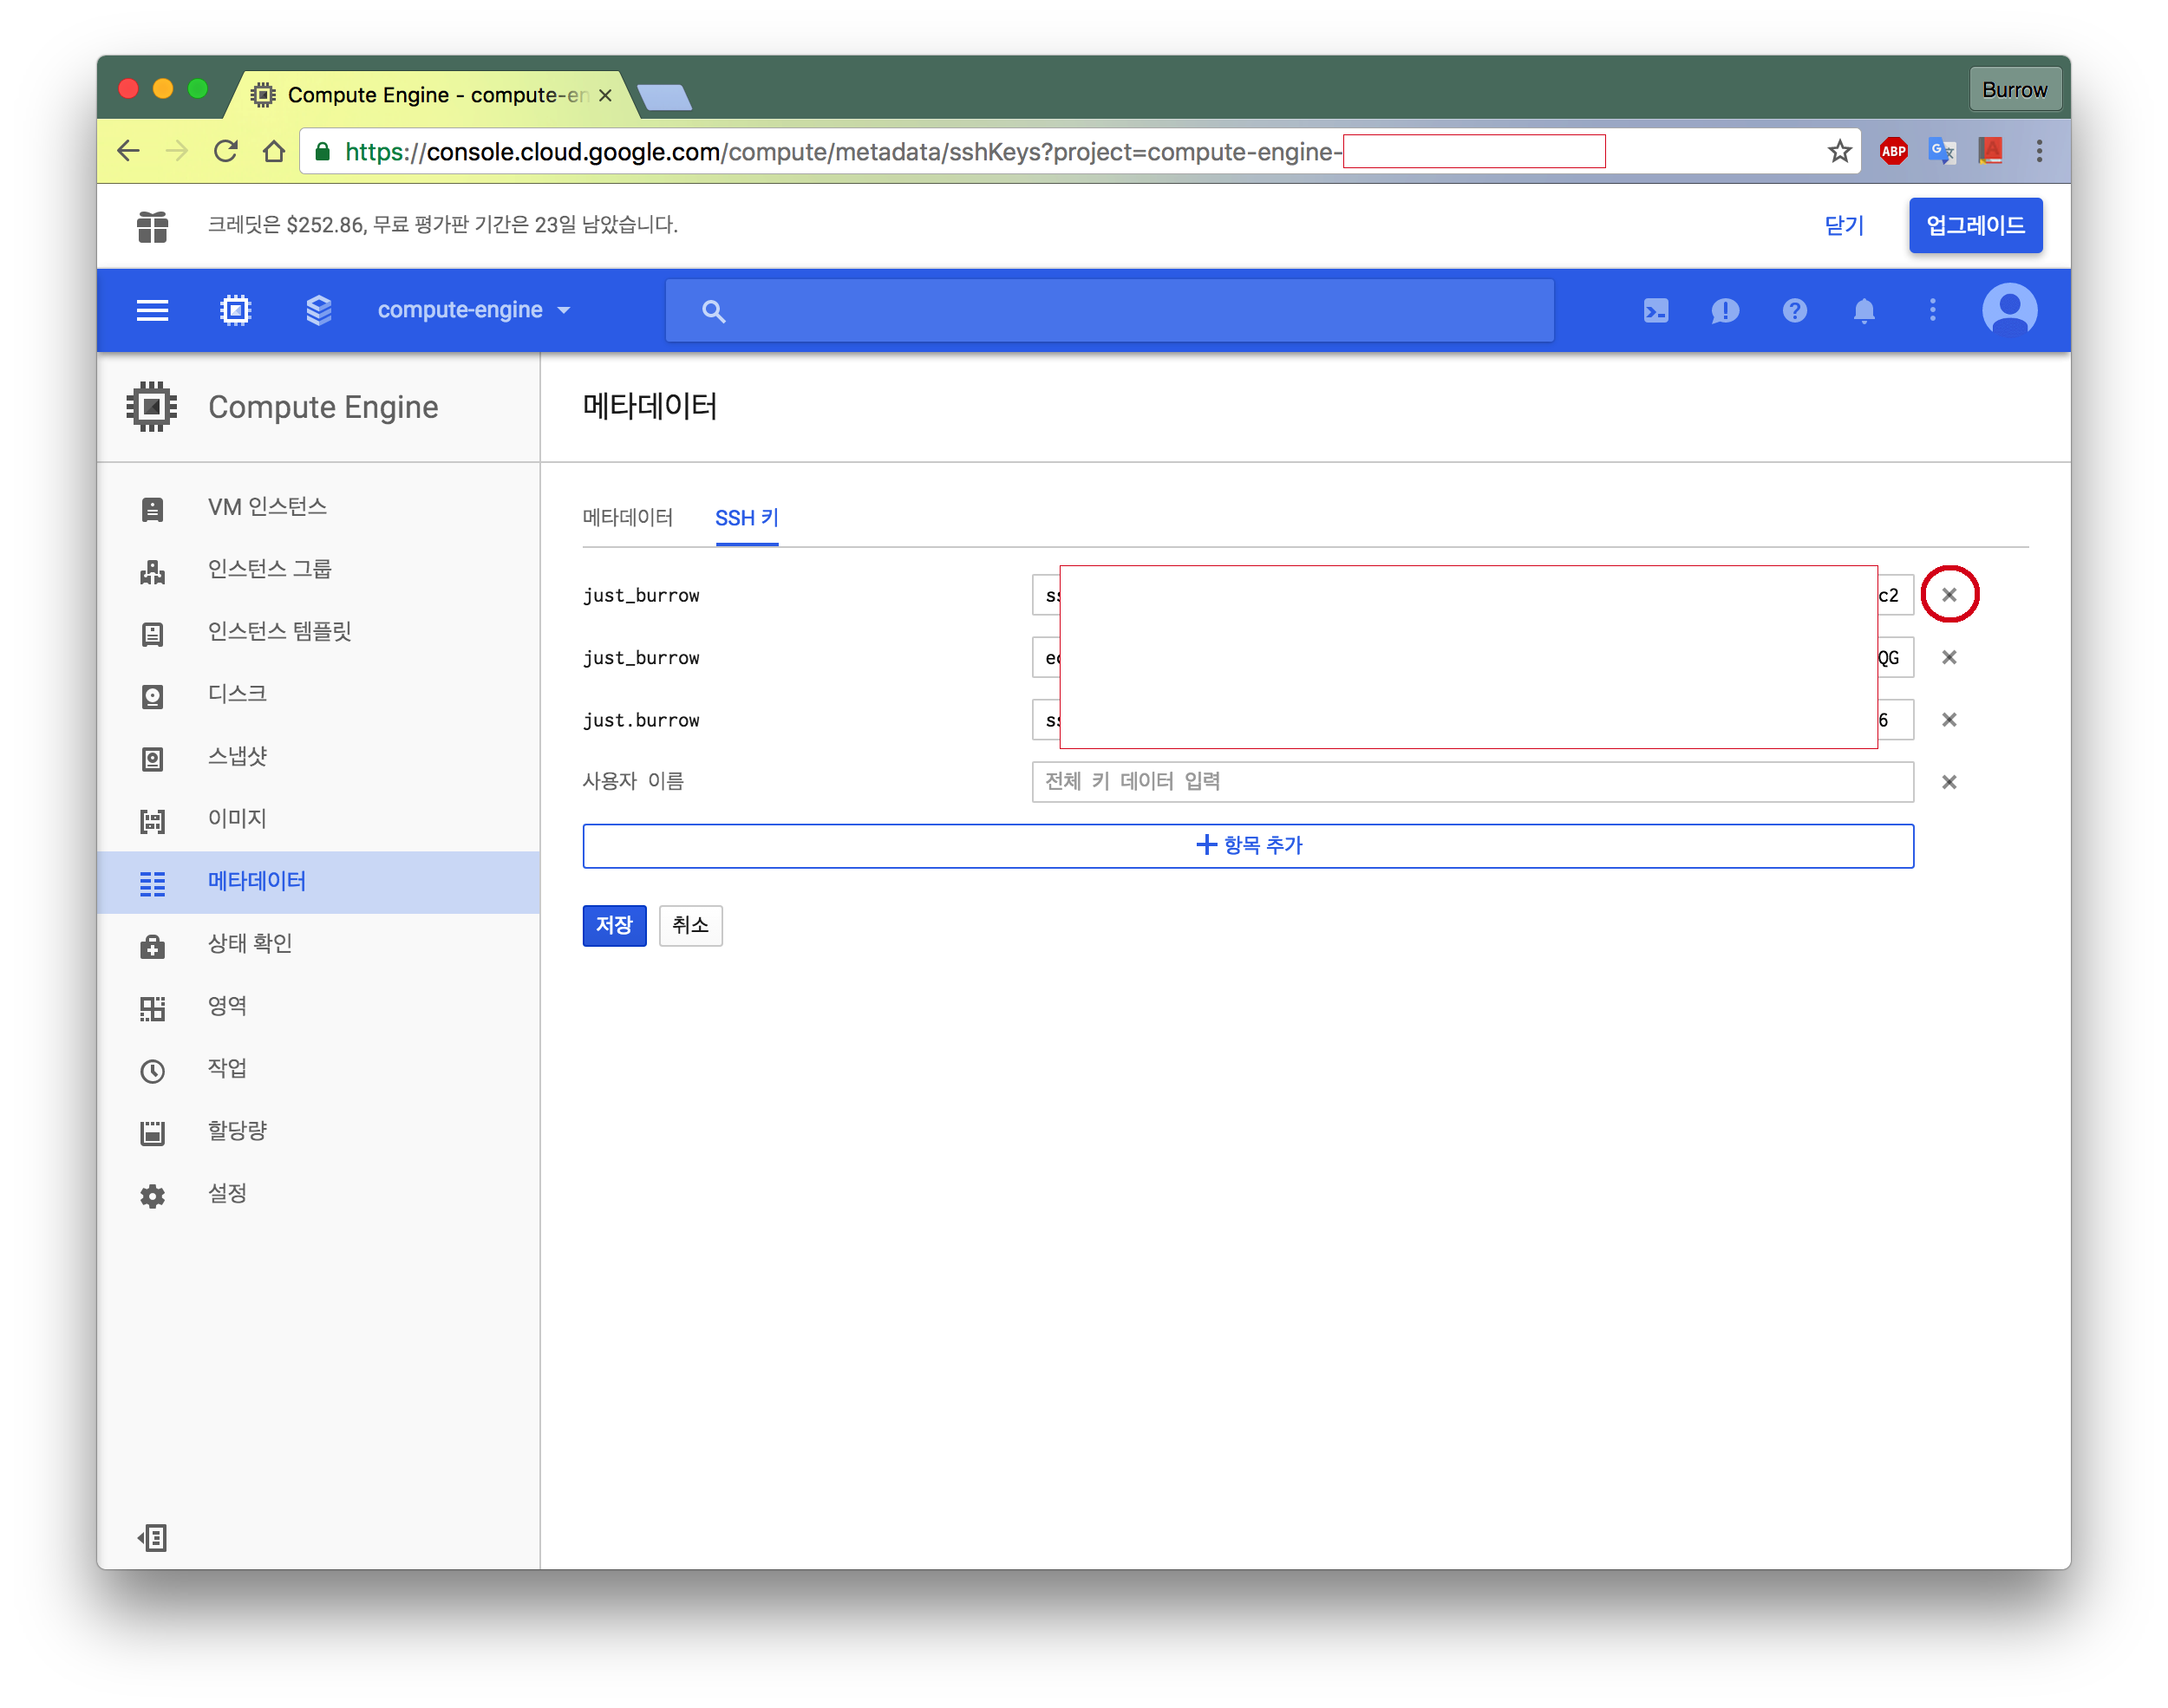 Compute Engine - compute-en
Burrow
https://console.cloud.google.com/compute/metadata/sshKeys?project=compute-engine-
ABP
크레딧은 $252.86, 무료 평가판 기간은 23일 남았습니다.
닫기
업그레이드
compute-engine
Compute Engine
메타데이터
VM 인스턴스
인스턴스 그룹
인스턴스 템플릿
디스크
스냅샷
이미지
메타데이터
상태 확인
영역
작업
할당량
설정
메타데이터 SSH 키
just_burrow ss c2
just_burrow ec QG
just.burrow ss 6
사용자 이름 전체 키 데이터 입력
항목 추가
저장 취소